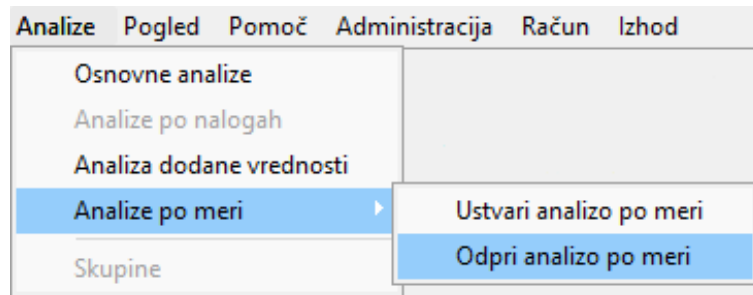 Analize Pogled Pomoč Administracija Račun Izhod
Osnovne analize
Analize po nalogah
Analiza dodane vrednosti
Analize po meri
Ustvari analizo po meri
Odpri analizo po meri
Skupine